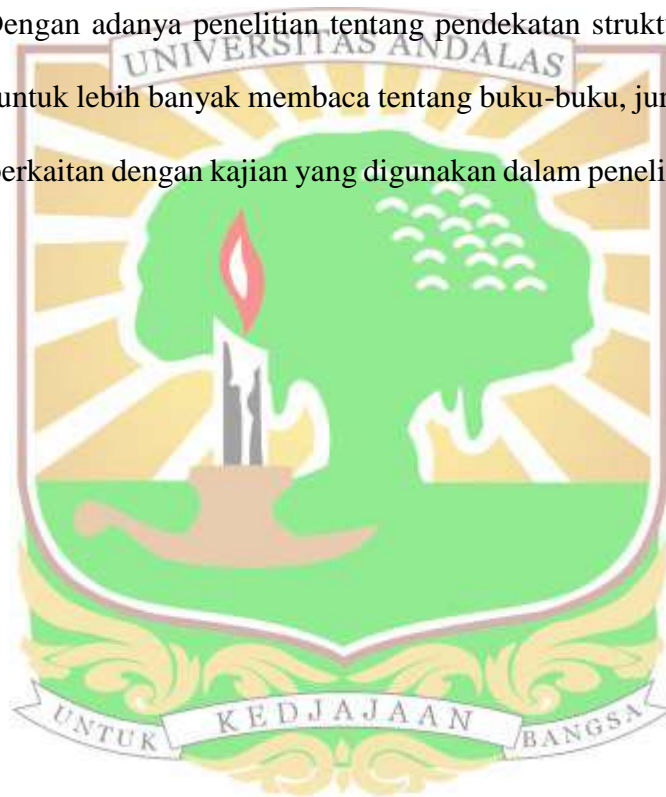 Dengan adanya penelitian tentang pendekatan strukt
UNIVERSITAS ANDALAS
untuk lebih banyak membaca tentang buku-buku, jur
berkaitan dengan kajian yang digunakan dalam peneli
UNTUK KEDJAJAAN BANGSA